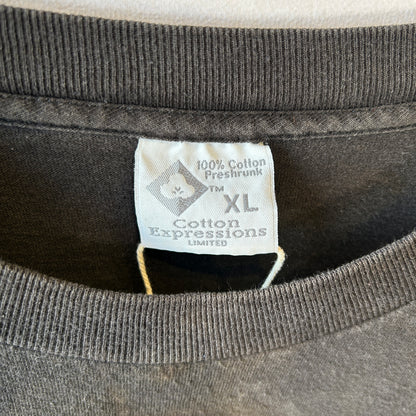 100% Cotton
Preshrunk
™ XL
Cotton
Expressions
LIMITED